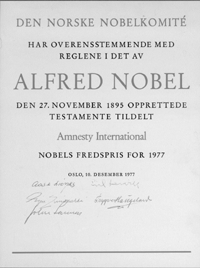 DEN NORSKE NOBELKOMITÉ
HAR OVERENSSTEMMENDE MED
REGLENE I DET AV
ALFRED NOBEL
DEN 27. NOVEMBER 1895 OPPRETTEDE
TESTAMENTE TILDELT
Amnesty International
NOBELS FREDSPRIS FOR 1977
OSLO, 10. DESEMBER 1977